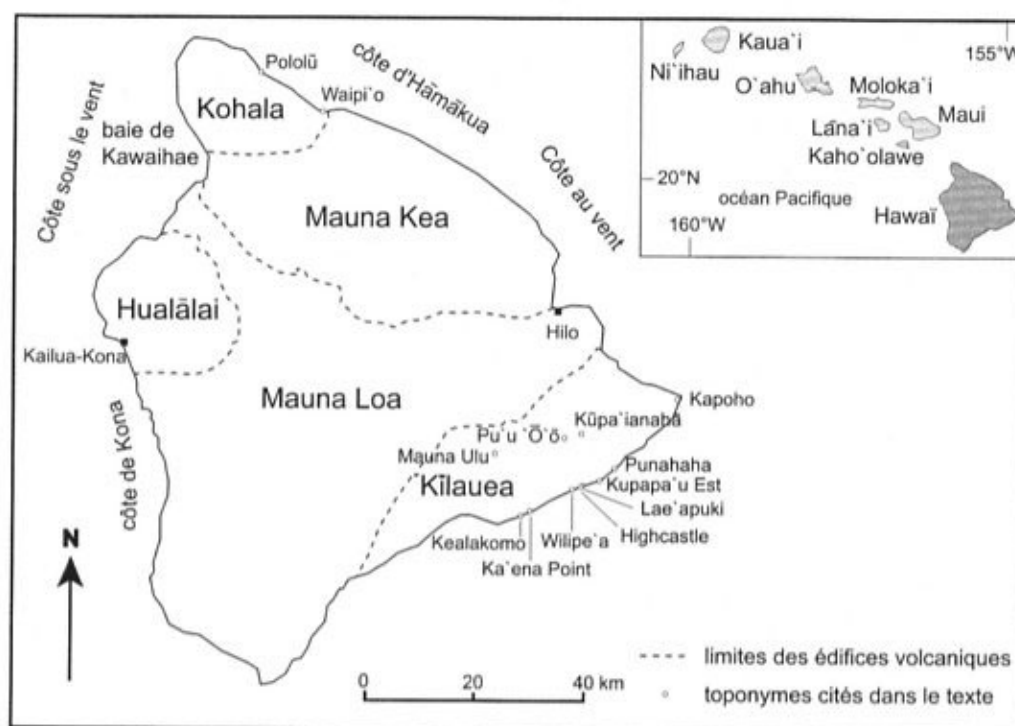 Pololū
Waipi`o
côte d'Hāmākua
Kohala
baie de
Kawaihae
Côte sous le vent
Mauna Kea
Côte au vent
Hualālai
Hilo
Kailua-Kona
Mauna Loa
Kapoho
Kūpa`ianahā
Pu`u `Ō`ō
Mauna Ulu
côte de Kona
Kīlauea
Punahaha
Kupapa`u Est
Lae`apuki
Highcastle
Wilipe`a
Kealakomo
Ka`ena Point
N
0 20 40 km
limites des édifices volcaniques
toponymes cités dans le texte
155°W
Kaua`i
Ni`ihau
O`ahu
Moloka`i
Maui
Lāna`i
Kaho`olawe
20°N
océan Pacifique
Hawaï
160°W